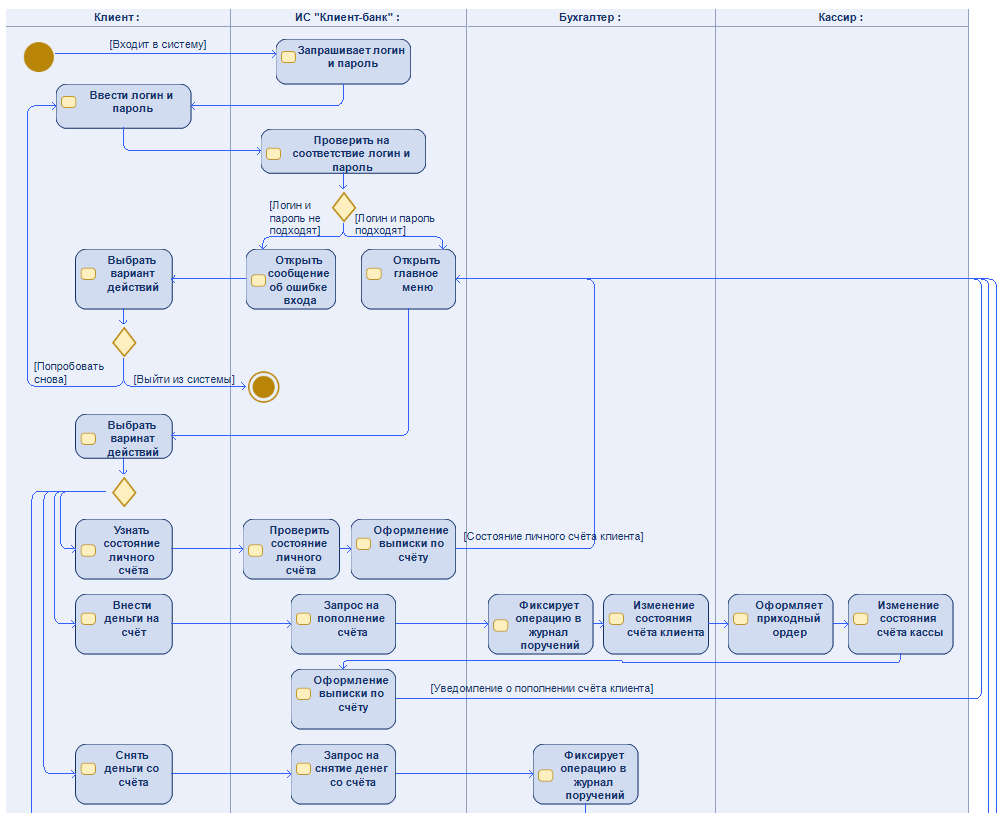 Клиент :
ИС "Клиент-банк" :
Бухгалтер :
Кассир :
[Входит в систему]
Запрашивает логин
и пароль
Ввести логин и
пароль
Проверить на
соответствие логин и
пароль
[Логин и
пароль не
подходят]
[Логин и пароль
подходят]
Выбрать
вариант
действий
Открыть
сообщение
об ошибке
входа
Открыть
главное
меню
[Попробовать
снова]
[Выйти из системы]
Выбрать
варинат
действий
Узнать
состояние
личного
счёта
Проверить
состояние
личного
счёта
Оформление
выписки по
счёту
[Состояние личного счёта клиента]
Внести
деньги на
счёт
Запрос на
пополнение
счёта
Фиксирует
операцию в
журнал
поручений
Изменение
состояния
счёта клиента
Оформляет
приходный
ордер
Изменение
состояния
счёта кассы
Оформление
выписки по
счёту
[Уведомление о пополнении счёта клиента]
Снять
деньги со
счёта
Запрос на
снятие денег
со счёта
Фиксирует
операцию в
журнал
поручений